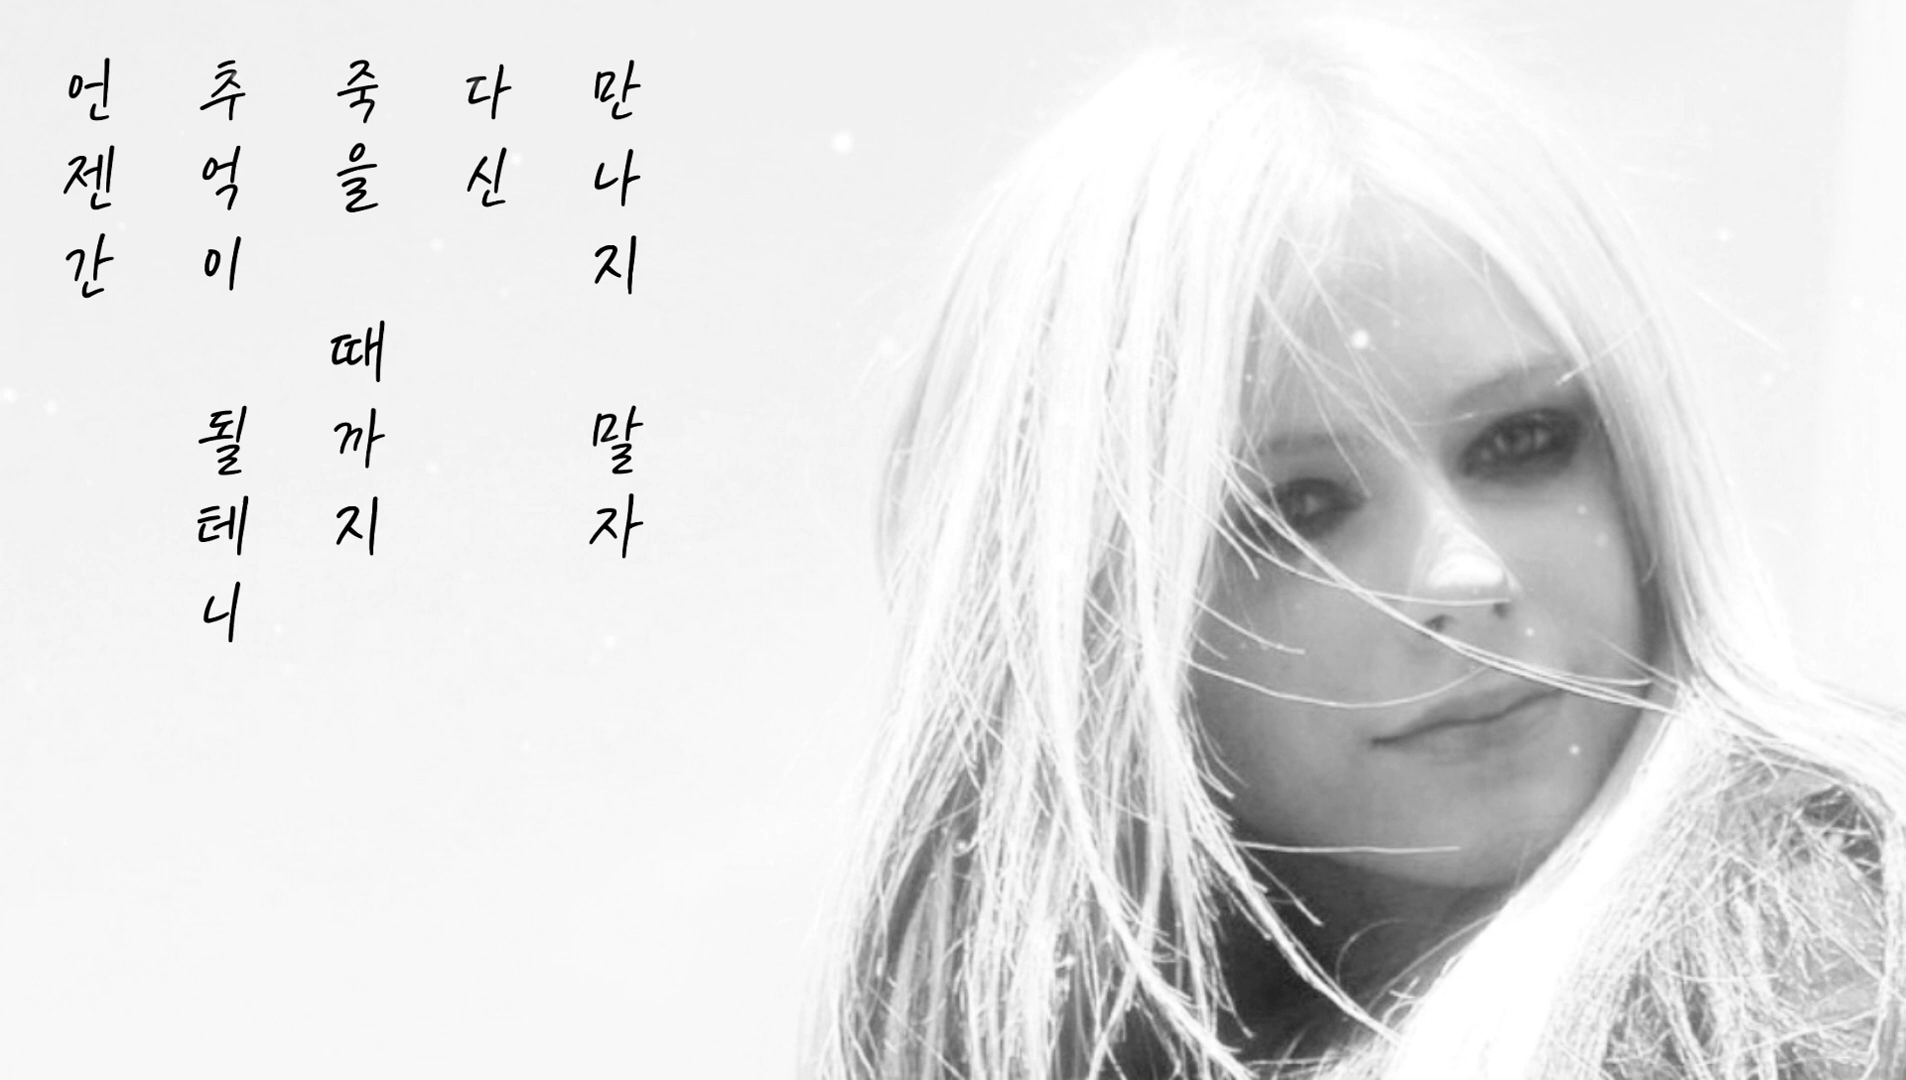 언젠간
추억이 될테니
죽을 때까지
다신
만나지 말자